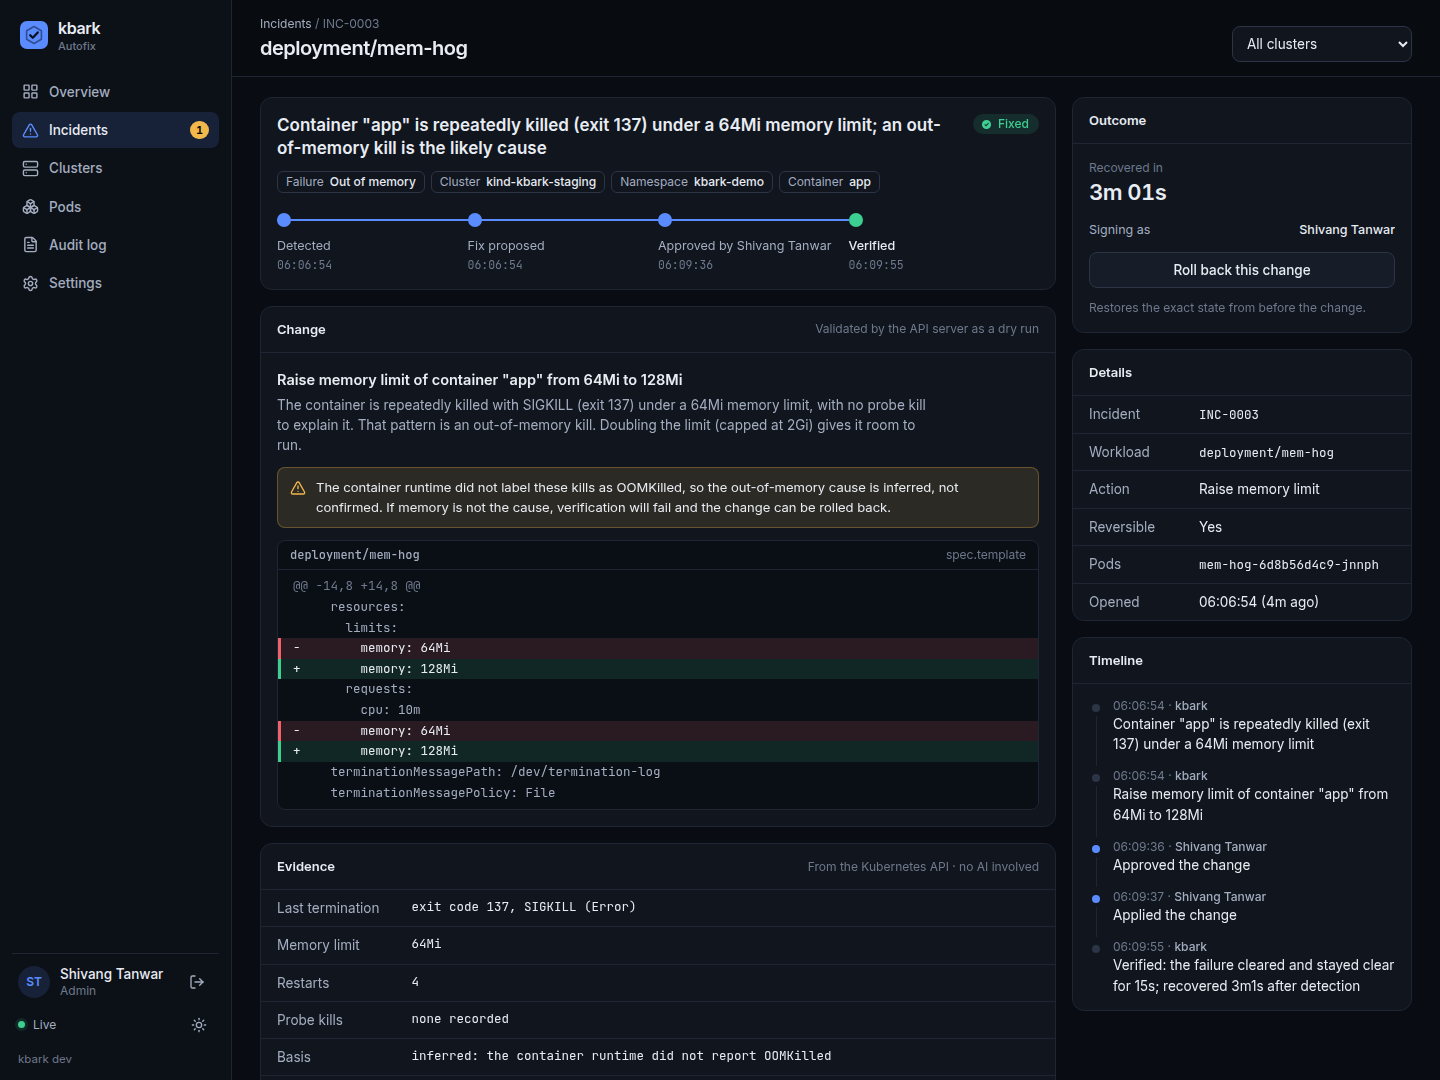 kbark
Autofix
Overview
Incidents 1
Clusters
Pods
Audit log
Settings
Shivang Tanwar
ST
Admin
Live
kbark dev
Incidents / INC-0003
deployment/mem-hog
All clusters
Container "app" is repeatedly killed (exit 137) under a 64Mi memory limit; an out-
of-memory kill is the likely cause
Fixed
Failure Out of memory
Cluster kind-kbark-staging
Namespace kbark-demo
Container app
Detected
06:06:54
Fix proposed
06:06:54
Approved by Shivang Tanwar
06:09:36
Verified
06:09:55
Change
Validated by the API server as a dry run
Raise memory limit of container "app" from 64Mi to 128Mi
The container is repeatedly killed with SIGKILL (exit 137) under a 64Mi memory limit, with no probe kill
to explain it. That pattern is an out-of-memory kill. Doubling the limit (capped at 2Gi) gives it room to
run.
The container runtime did not label these kills as OOMKilled, so the out-of-memory cause is inferred, not
confirmed. If memory is not the cause, verification will fail and the change can be rolled back.
deployment/mem-hog
spec.template
@@ -14,8 +14,8 @@
resources:
limits:
- memory: 64Mi
+ memory: 128Mi
requests:
cpu: 10m
- memory: 64Mi
+ memory: 128Mi
terminationMessagePath: /dev/termination-log
terminationMessagePolicy: File
Evidence
From the Kubernetes API · no AI involved
Last termination exit code 137, SIGKILL (Error)
Memory limit 64Mi
Restarts 4
Probe kills none recorded
Basis inferred: the container runtime did not report OOMKilled
Outcome
Recovered in
3m 01s
Signing as Shivang Tanwar
Roll back this change
Restores the exact state from before the change.
Details
Incident INC-0003
Workload deployment/mem-hog
Action Raise memory limit
Reversible Yes
Pods mem-hog-6d8b56d4c9-jnnph
Opened 06:06:54 (4m ago)
Timeline
06:06:54 · kbark
Container "app" is repeatedly killed (exit
137) under a 64Mi memory limit
06:06:54 · kbark
Raise memory limit of container "app" from
64Mi to 128Mi
06:09:36 · Shivang Tanwar
Approved the change
06:09:37 · Shivang Tanwar
Applied the change
06:09:55 · kbark
Verified: the failure cleared and stayed clear
for 15s; recovered 3m1s after detection